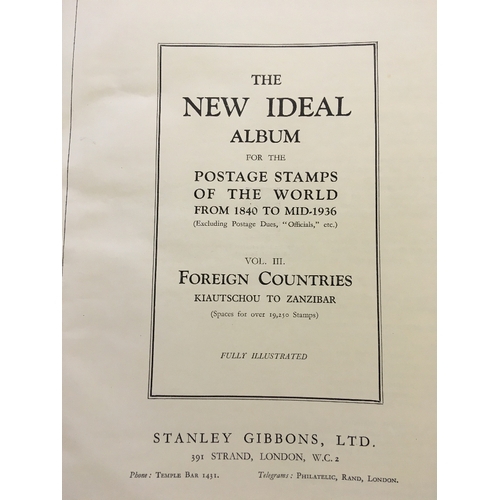 THE
NEW IDEAL
ALBUM
FOR THE
POSTAGE STAMPS
OF THE WORLD
FROM 1840 TO MID-1936
(Excluding Postage Dues, "Officials," etc.)
VOL. III.
FOREIGN COUNTRIES
KIAUTSCHOU TO ZANZIBAR
(Spaces for over 19,250 Stamps)
FULLY ILLUSTRATED
STANLEY GIBBONS, LTD.
391 STRAND, LONDON, W.C. 2
Phone: TEMPLE BAR 1431. Telegrams: PHILATELIC, RAND, LONDON.